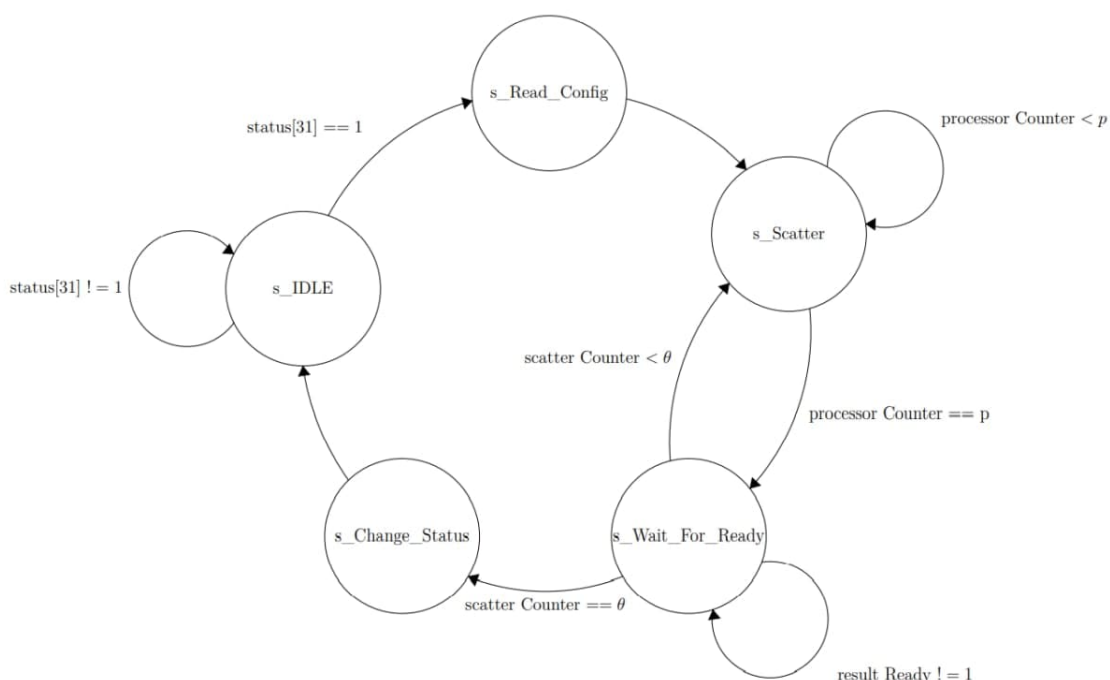 s_Read_Config
status[31] == 1
processor Counter < p
s_Scatter
status[31] ! = 1
s_IDLE
scatter Counter < θ
processor Counter == p
s_Change_Status
s_Wait_For_Ready
scatter Counter == θ
result Ready ! = 1